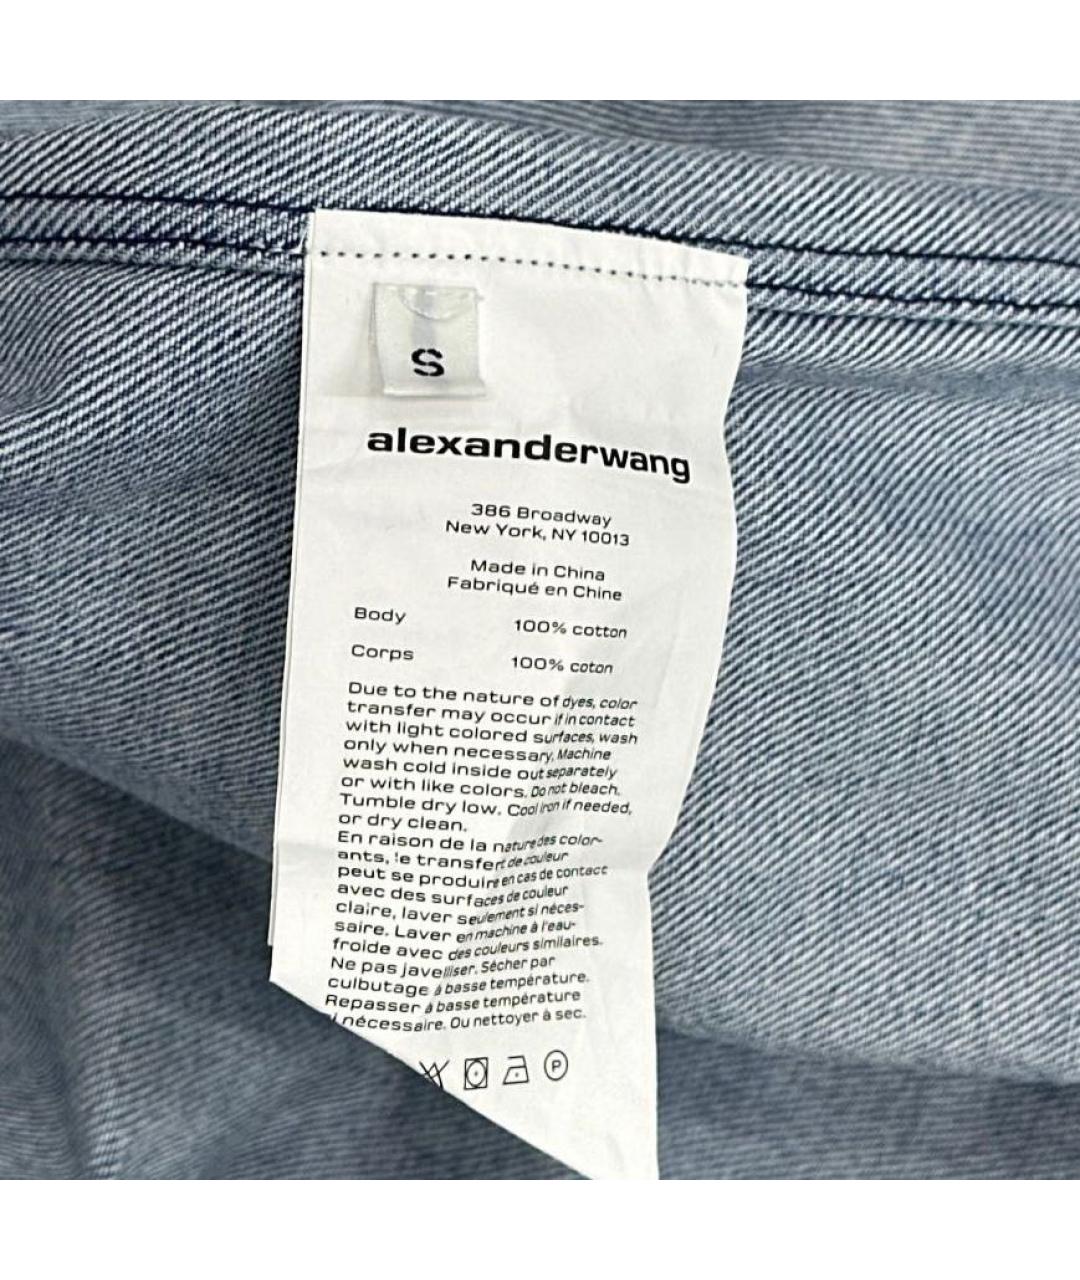 S
alexanderwang
386 Broadway
New York, NY 10013
Made in China
Fabriqué en Chine
Body 100% cotton
Corps 100% coton
Due to the nature of dyes, color
transfer may occur if in contact
with light colored surfaces, wash
only when necessary. Machine
wash cold inside out separately
or with like colors. Do not bleach.
Tumble dry low. Cool iron if needed,
or dry clean.
En raison de la nature des color-
ants, le transfert de couleur
peut se produire en cas de contact
avec des surfaces de couleur
claire, laver seulement si néces-
saire. Laver en machine à l'eau-
froide avec des couleurs similaires.
Ne pas javelliser. Sécher par
culbutage à basse température.
Repasser à basse température
nécessaire. Ou nettoyer à sec.
P